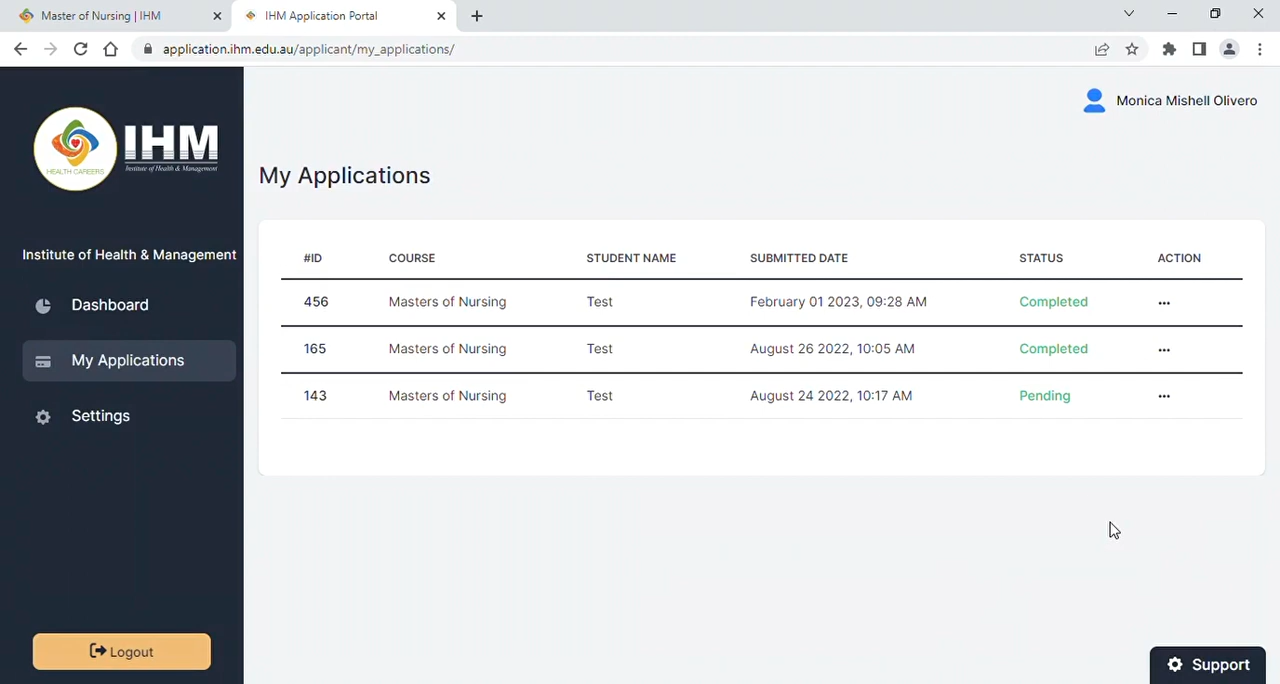 Master of Nursing | IHM
IHM Application Portal
application.ihm.edu.au/applicant/my_applications/
Monica Mishell Olivero
HEALTH CAREERS
IHM
Institute of Health & Management
My Applications
Institute of Health & Management
Dashboard
My Applications
Settings
#ID COURSE STUDENT NAME SUBMITTED DATE STATUS ACTION
456 Masters of Nursing Test February 01 2023, 09:28 AM Completed ...
165 Masters of Nursing Test August 26 2022, 10:05 AM Completed ...
143 Masters of Nursing Test August 24 2022, 10:17 AM Pending ...
Logout
Support